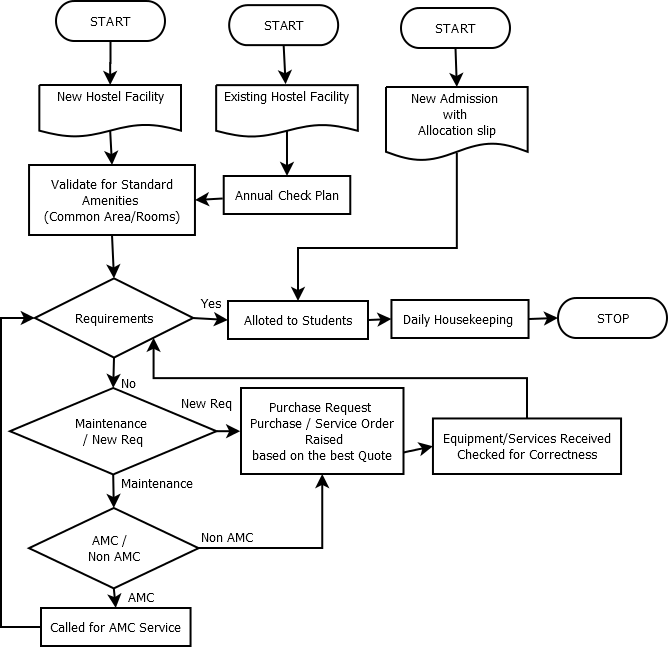 START
START
START
New Hostel Facility
Existing Hostel Facility
New Admission
with
Allocation slip
Validate for Standard
Amenities
(Common Area/Rooms)
Annual Check Plan
Requirements
Yes
Alloted to Students
Daily Housekeeping
STOP
No
Maintenance
/ New Req
New Req
Purchase Request
Purchase / Service Order
Raised
based on the best Quote
Equipment/Services Received
Checked for Correctness
Maintenance
AMC /
Non AMC
Non AMC
AMC
Called for AMC Service